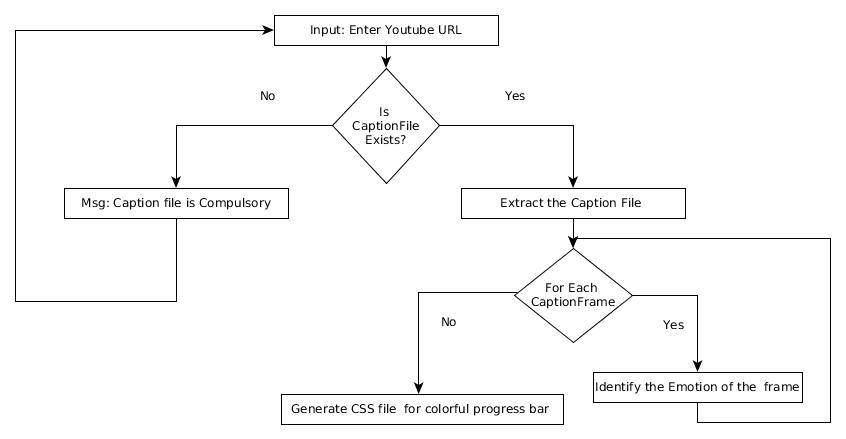 Input: Enter Youtube URL
No
Yes
Is
CaptionFile
Exists?
Msg: Caption file is Compulsory
Extract the Caption File
For Each
CaptionFrame
No
Yes
Identify the Emotion of the  frame
Generate CSS file  for colorful progress bar